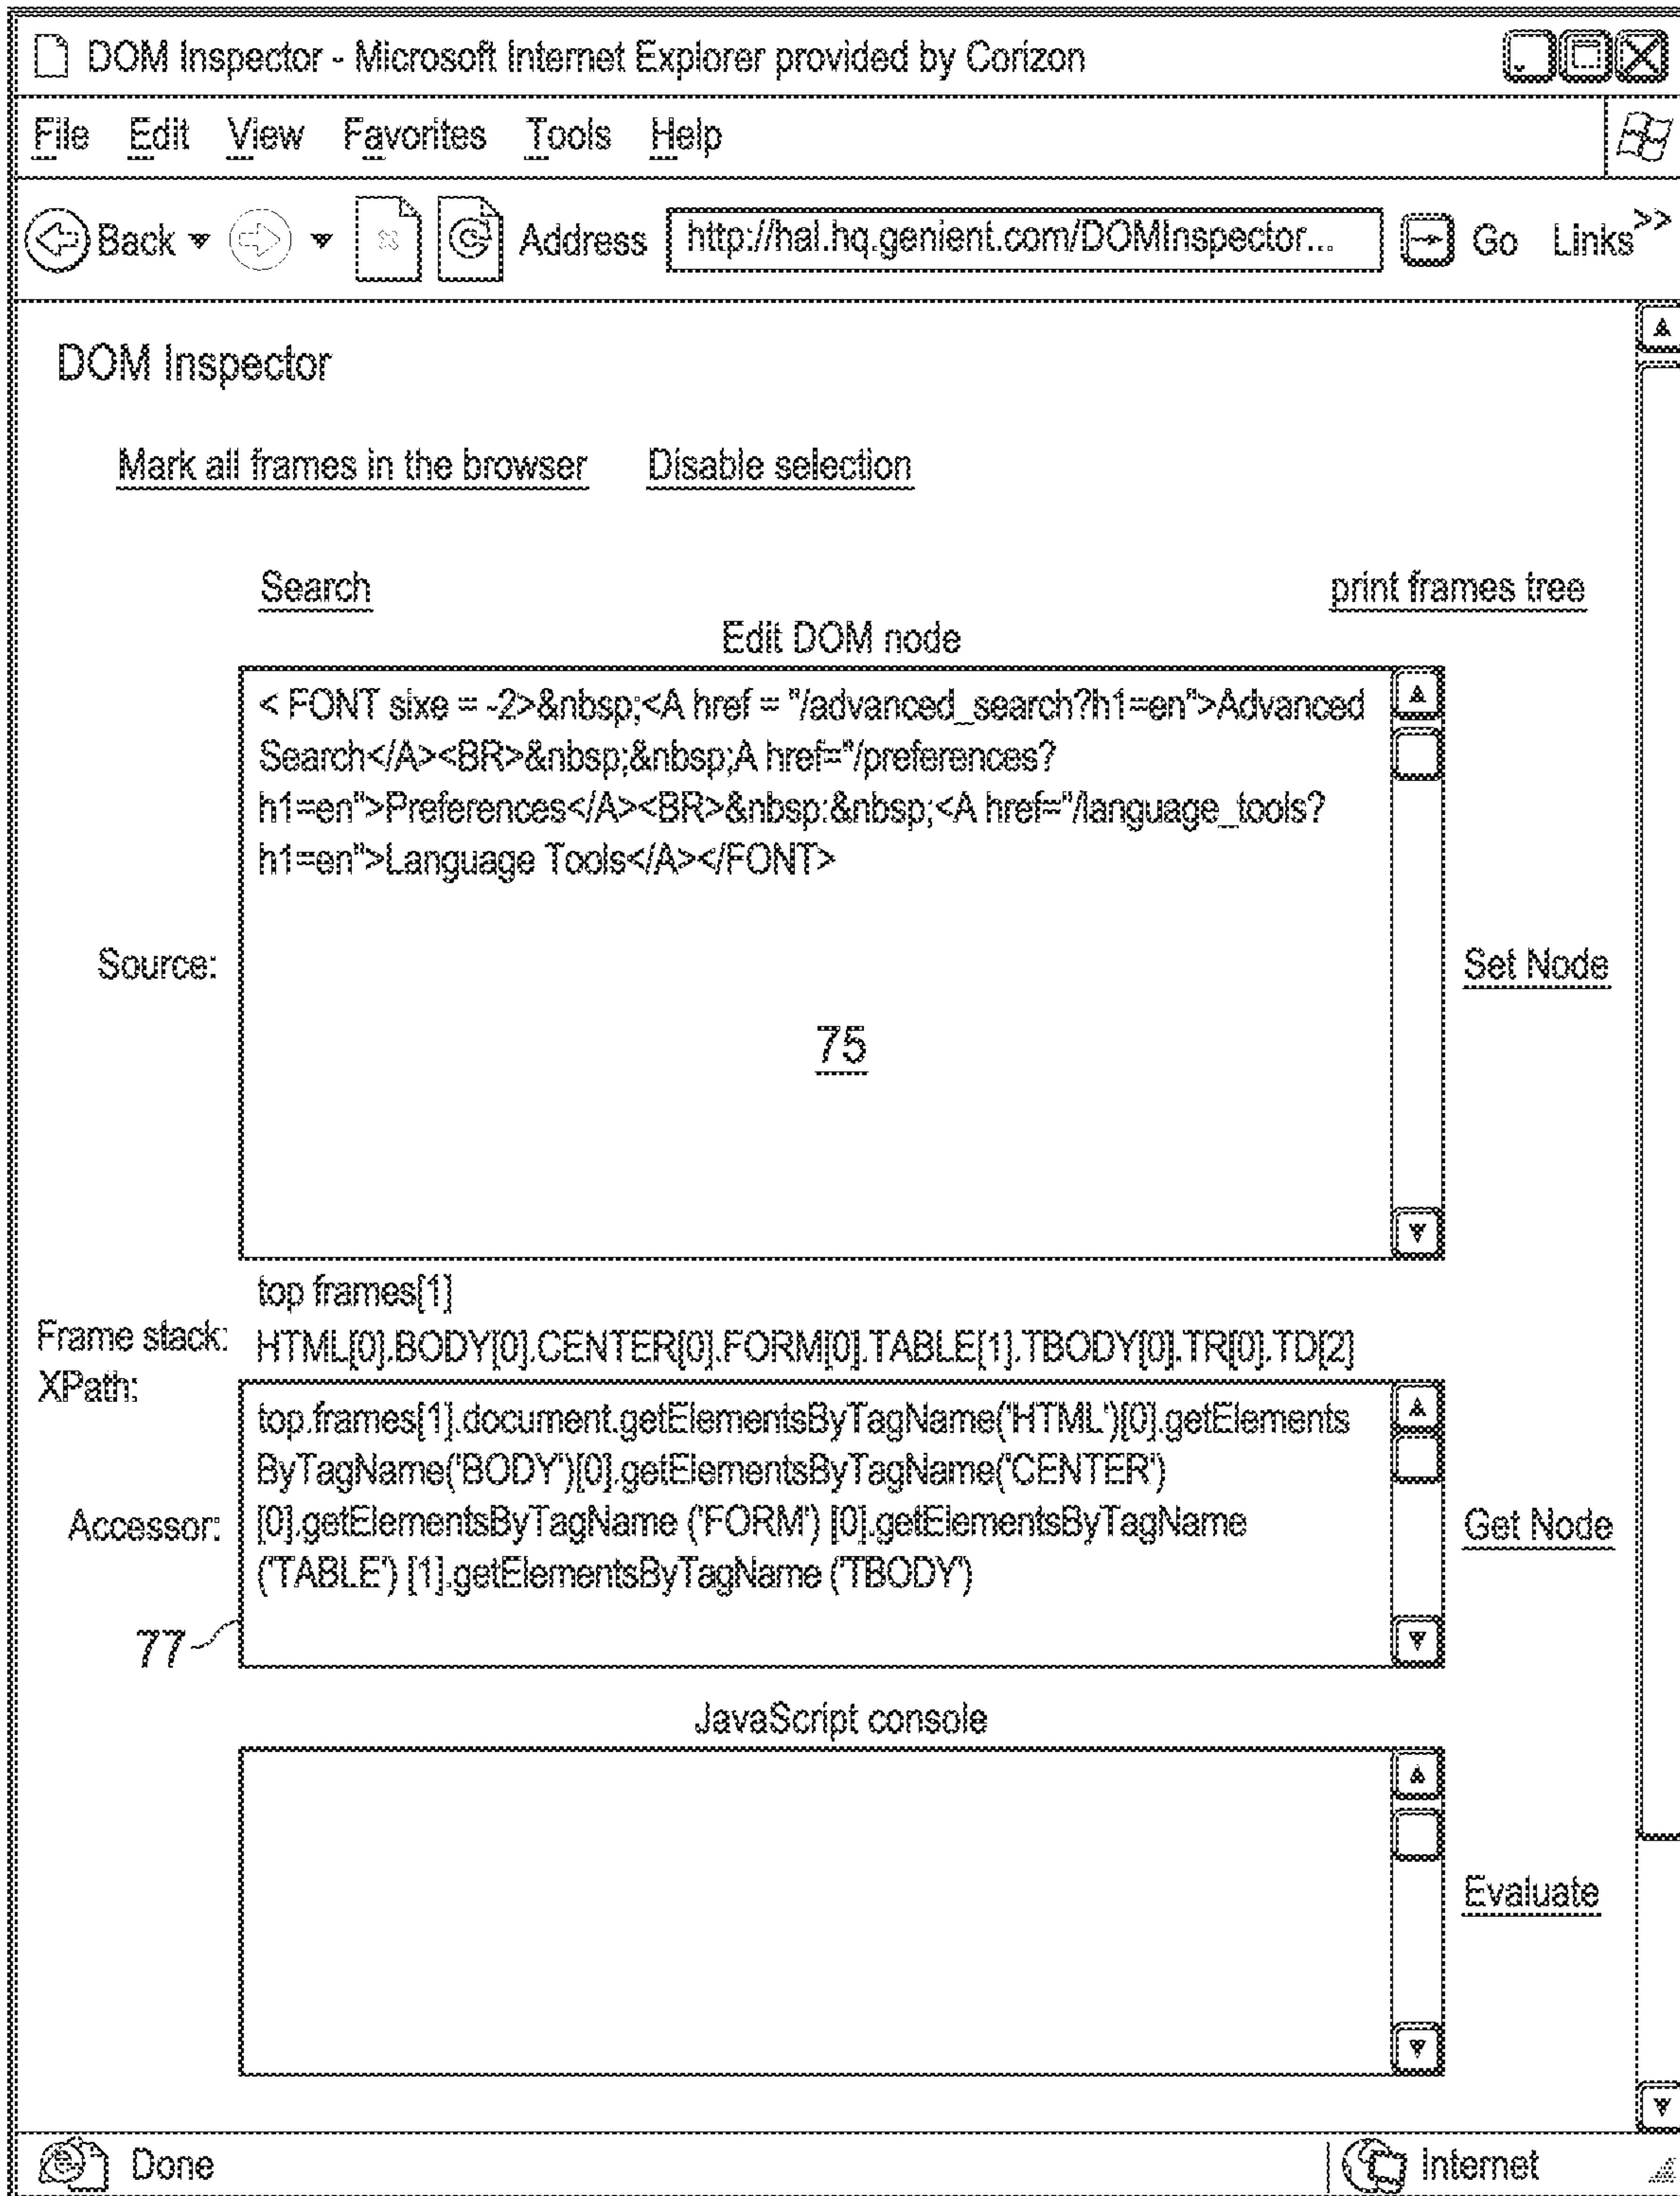 DOM Inspector - Microsoft Internet Explorer provided by Corizon
File Edit View Favorites Tools Help
Back Address http://hal.hq.genient.com/DOMInspector... Go Links >>
DOM Inspector
Mark all frames in the browser Disable selection
Search print frames tree
Edit DOM node
< FONT sixe = -2>&nbsp;<A href = "/advanced_search?h1=en">Advanced
Search</A><BR>&nbsp;&nbsp;A href="/preferences?
h1=en">Preferences</A><BR>&nbsp:&nbsp;<A href="/language_tools?
h1=en">Language Tools</A></FONT>
Source: Set Node
75
top frames[1]
Frame stack: HTML[0].BODY[0].CENTER[0].FORM[0].TABLE[1].TBODY[0].TR[0].TD[2]
XPath:
top.frames[1].document.getElementsByTagName('HTML')[0].getElements
ByTagName('BODY')[0].getElementsByTagName('CENTER')
Accessor: [0].getElementsByTagName ('FORM') [0].getElementsByTagName Get Node
('TABLE') [1].getElementsByTagName ('TBODY')
77
JavaScript console
Evaluate
Done Internet